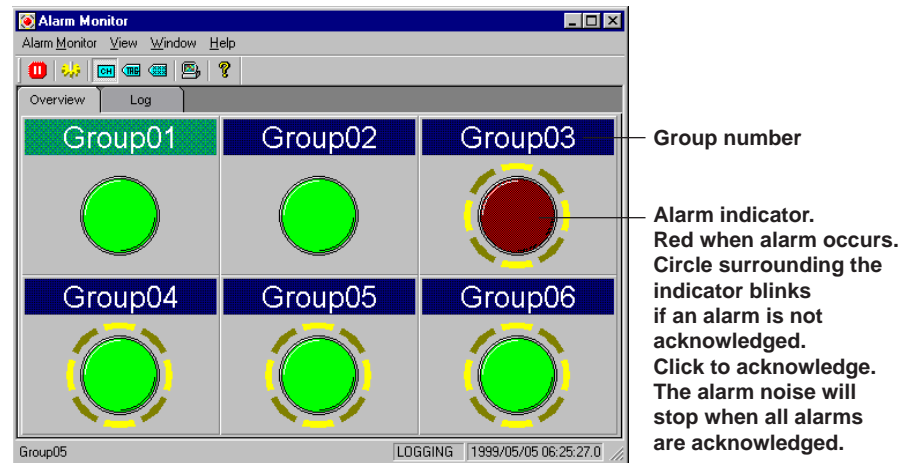 Alarm Monitor
Alarm Monitor View Window Help
CH TAG
Overview Log
Group01 Group02 Group03
Group number
Alarm indicator.
Red when alarm occurs.
Circle surrounding the
indicator blinks
if an alarm is not
acknowledged.
Click to acknowledge.
The alarm noise will
stop when all alarms
are acknowledged.
Group04 Group05 Group06
Group05 LOGGING 1999/05/05 06:25:27.0